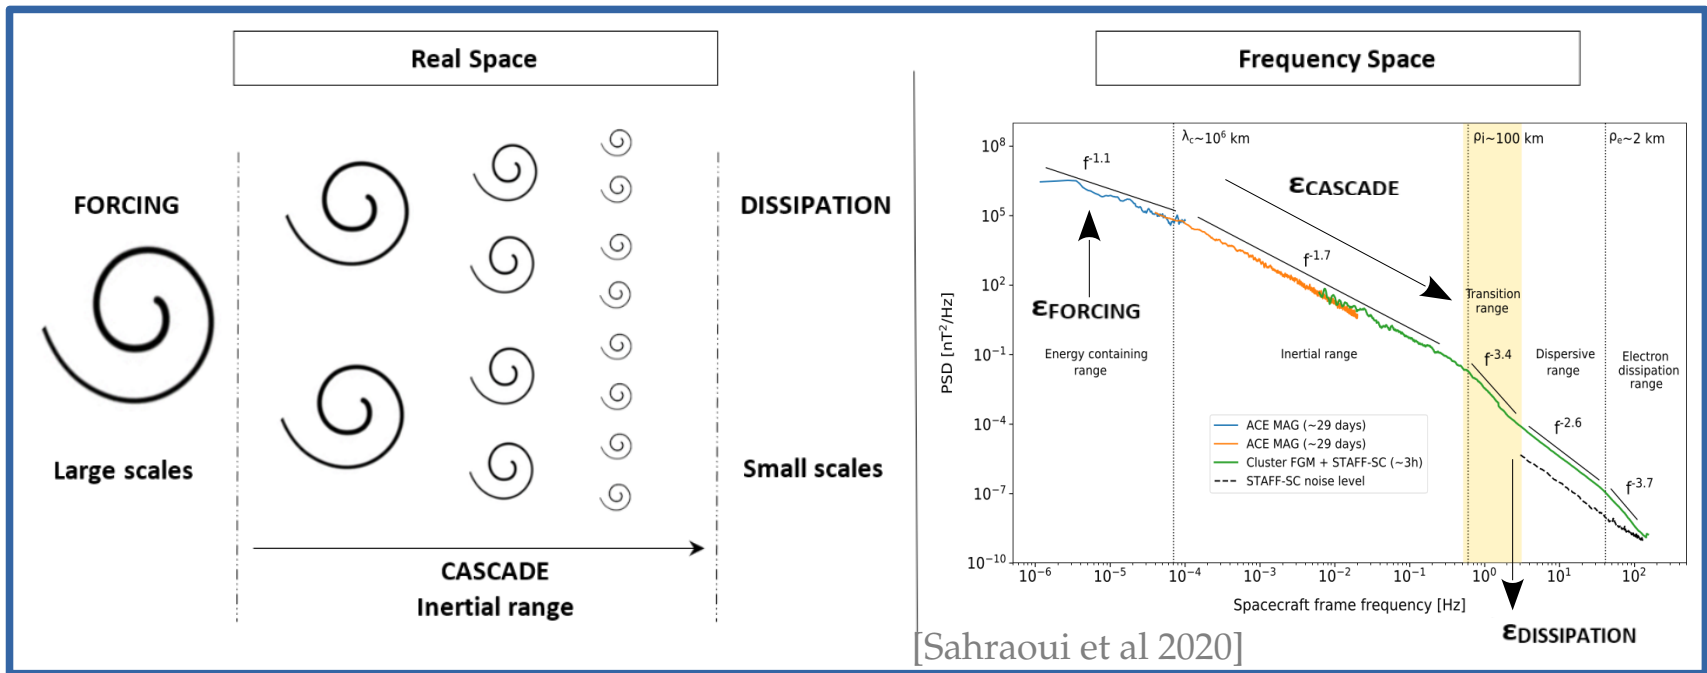 Real Space
FORCING
Large scales
DISSIPATION
Small scales
CASCADE
Inertial range
Frequency Space
λc~10⁶ km
ρi~100 km
ρe~2 km
f-1.1
εCASCADE
f-1.7
εFORCING
Transition
range
f-3.4
Energy containing
range
Inertial range
Dispersive
range
Electron
dissipation
range
f-2.6
f-3.7
ACE MAG (~29 days)
ACE MAG (~29 days)
Cluster FGM + STAFF-SC (~3h)
STAFF-SC noise level
PSD [nT²/Hz]
10⁸
10⁵
10²
10⁻¹
10⁻⁴
10⁻⁷
10⁻¹⁰
10⁻⁶ 10⁻⁵ 10⁻⁴ 10⁻³ 10⁻² 10⁻¹ 10⁰ 10¹ 10²
Spacecraft frame frequency [Hz]
εDISSIPATION
[Sahraoui et al 2020]